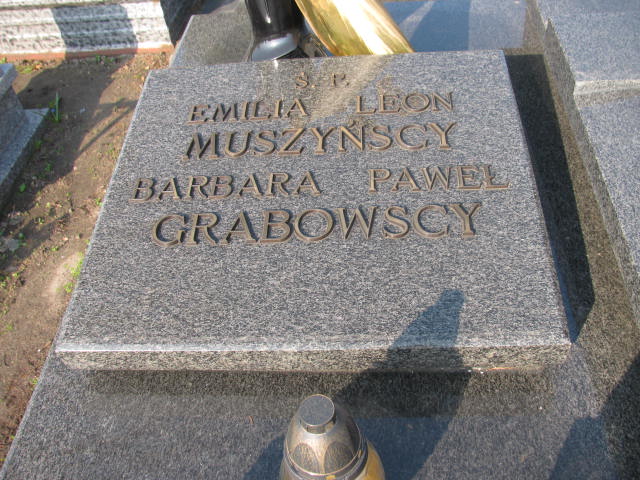 Ś. P.
EMILIA LEON
MUSZYŃSCY
BARBARA PAWEŁ
GRABOWSCY